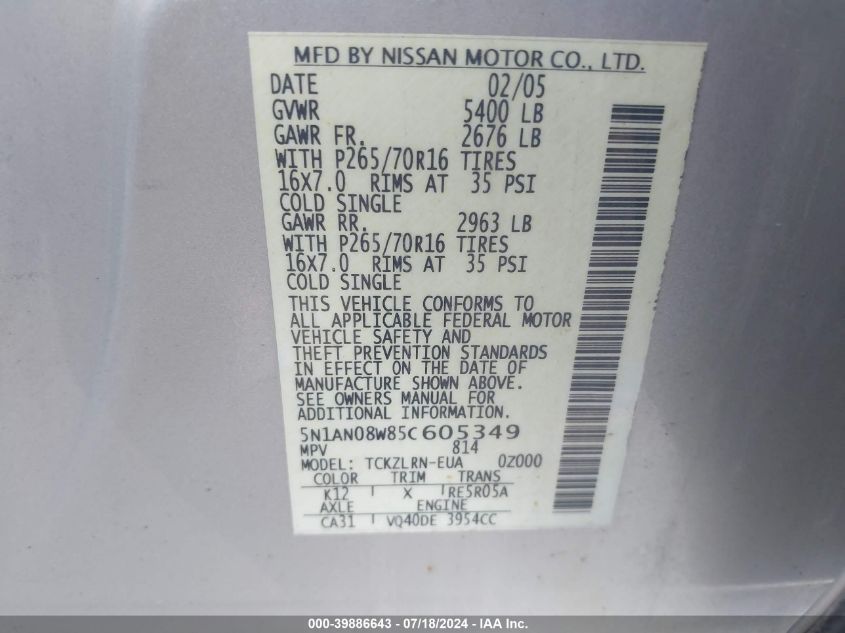 MFD BY NISSAN MOTOR CO., LTD.
DATE 02/05
GVWR 5400 LB
GAWR FR. 2676 LB
WITH P265/70R16 TIRES
16X7.0 RIMS AT 35 PSI
COLD SINGLE
GAWR RR. 2963 LB
WITH P265/70R16 TIRES
16X7.0 RIMS AT 35 PSI
COLD SINGLE
THIS VEHICLE CONFORMS TO
ALL APPLICABLE FEDERAL MOTOR
VEHICLE SAFETY AND
THEFT PREVENTION STANDARDS
IN EFFECT ON THE DATE OF
MANUFACTURE SHOWN ABOVE.
SEE OWNERS MANUAL FOR
ADDITIONAL INFORMATION.
5N1AN08W85C605349
MPV 814
MODEL: TCKZLRN-EUA 0Z000
COLOR TRIM TRANS
K12 X RE5R05A
AXLE ENGINE
CA31 VQ40DE 3954CC
000-39886643 - 07/18/2024 - IAA Inc.